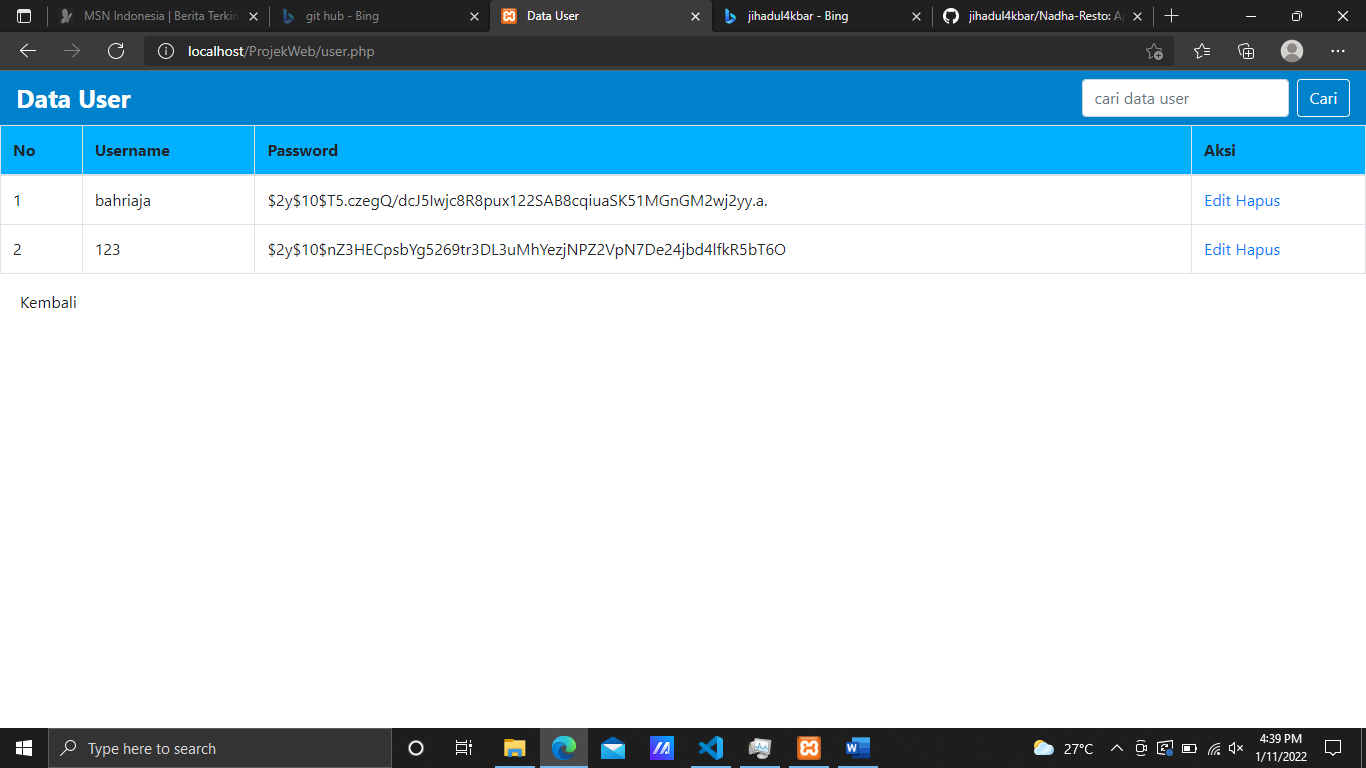 MSN Indonesia | Berita Terkin
git hub - Bing
Data User
jihadul4kbar - Bing
jihadul4kbar/Nadha-Resto: A
localhost/ProjekWeb/user.php
Data User
cari data user
Cari
No Username Password Aksi
1 bahriaja $2y$10$T5.czegQ/dcJ5Iwjc8R8pux122SAB8cqiuaSK51MGnGM2wj2yy.a. Edit Hapus
2 123 $2y$10$nZ3HECpsbYg5269tr3DL3uMhYezjNPZ2VpN7De24jbd4lfkR5bT6O Edit Hapus
Kembali
Type here to search
27°C
4:39 PM
1/11/2022